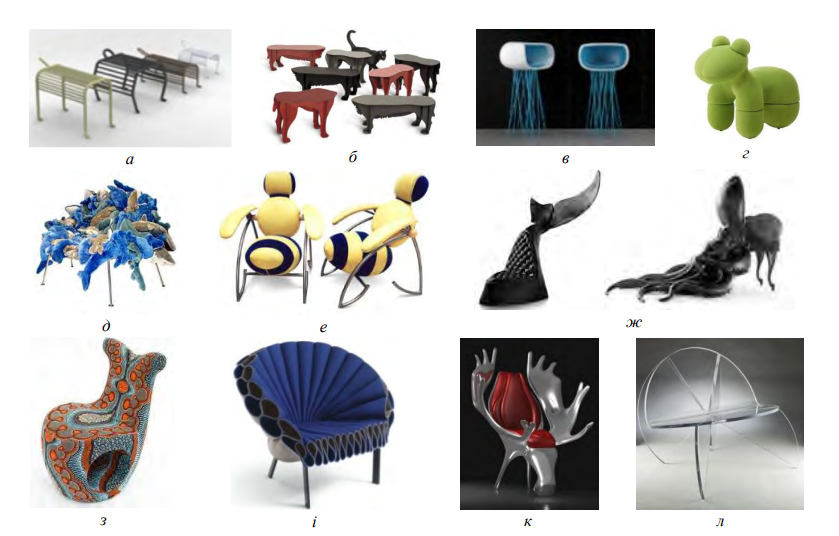 а б в г
д е ж
з і к л